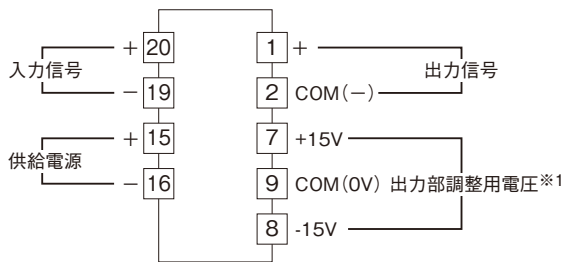 + 20 1 +
入力信号 出力信号
− 19 2 COM(−)
+ 15 7 +15V
供給電源
− 16 9 COM(0V) 出力部調整用電圧※1
8 -15V